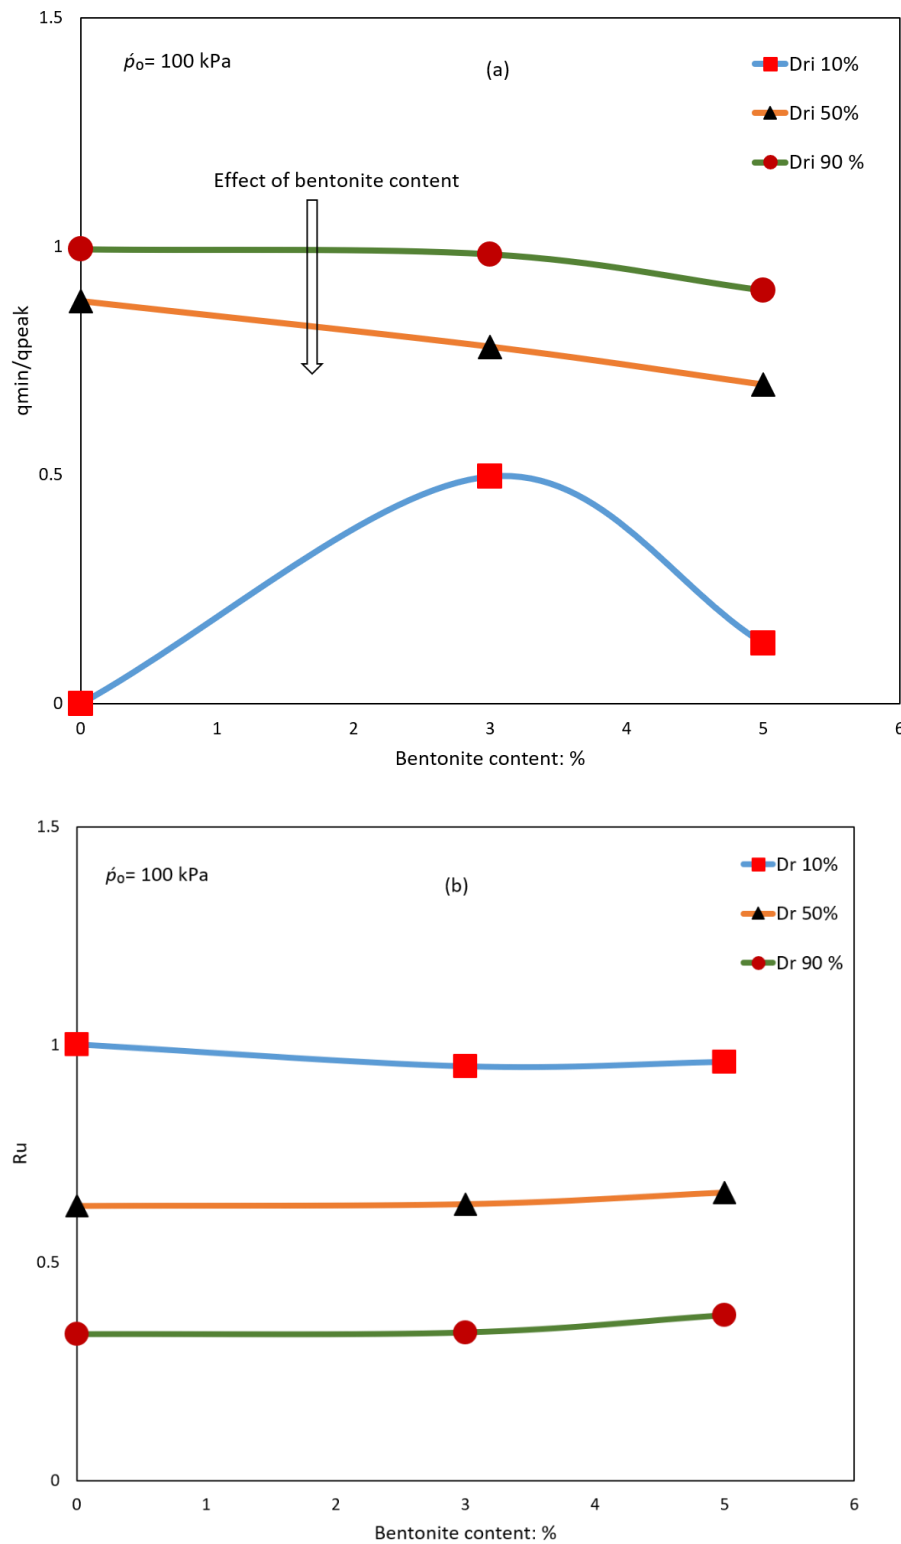 1.5
ṕₒ= 100 kPa
(a)
Dri 10%
Dri 50%
Dri 90 %
Effect of bentonite content
1
qmin/qpeak
0.5
0
0 1 2 3 4 5 6
Bentonite content: %
1.5
ṕₒ= 100 kPa
(b)
Dr 10%
Dr 50%
Dr 90 %
1
Ru
0.5
0
0 1 2 3 4 5 6
Bentonite content: %